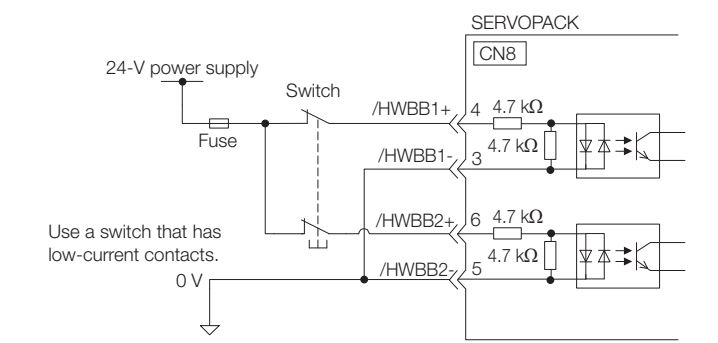 SERVOPACK
CN8
24-V power supply
Switch
/HWBB1+ 4 4.7 kΩ
Fuse
4.7 kΩ
/HWBB1- 3
/HWBB2+ 6 4.7 kΩ
Use a switch that has
low-current contacts.
4.7 kΩ
/HWBB2- 5
0 V